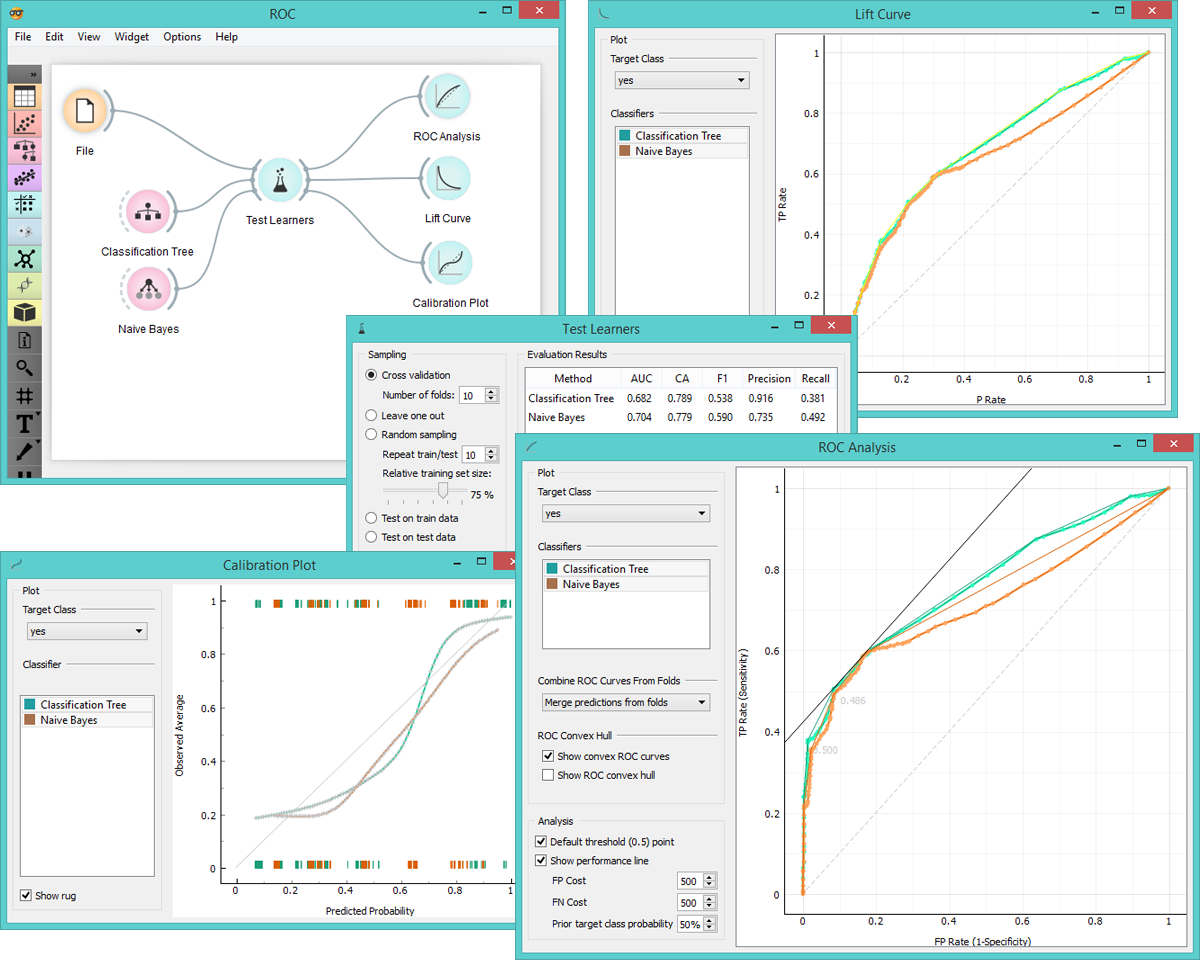 ROC
File Edit View Widget Options Help
»
File
Classification Tree
Naive Bayes
Test Learners
ROC Analysis
Lift Curve
Calibration Plot
T
Lift Curve
Plot
Target Class
yes
Classifiers
Classification Tree
Naive Bayes
TP Rate
1
0.8
0.6
0.4
0.2
0.2 0.4 0.6 0.8 1
P Rate
Test Learners
Sampling
Cross validation
Number of folds: 10
Leave one out
Random sampling
Repeat train/test 10
Relative training set size:
75 %
Test on train data
Test on test data
Evaluation Results
Method AUC CA F1 Precision Recall
Classification Tree 0.682 0.789 0.538 0.916 0.381
Naive Bayes 0.704 0.779 0.590 0.735 0.492
Calibration Plot
Plot
Target Class
yes
Classifier
Classification Tree
Naive Bayes
Show rug
Observed Average
1
0.8
0.6
0.4
0.2
0
0 0.2 0.4 0.6 0.8 1
Predicted Probability
ROC Analysis
Plot
Target Class
yes
Classifiers
Classification Tree
Naive Bayes
Combine ROC Curves From Folds
Merge predictions from folds
ROC Convex Hull
Show convex ROC curves
Show ROC convex hull
Analysis
Default threshold (0.5) point
Show performance line
FP Cost 500
FN Cost 500
Prior target class probability 50%
TP Rate (Sensitivity)
1
0.8
0.6
0.4
0.2
0
0.486
0.500
0 0.2 0.4 0.6 0.8 1
FP Rate (1-Specificity)